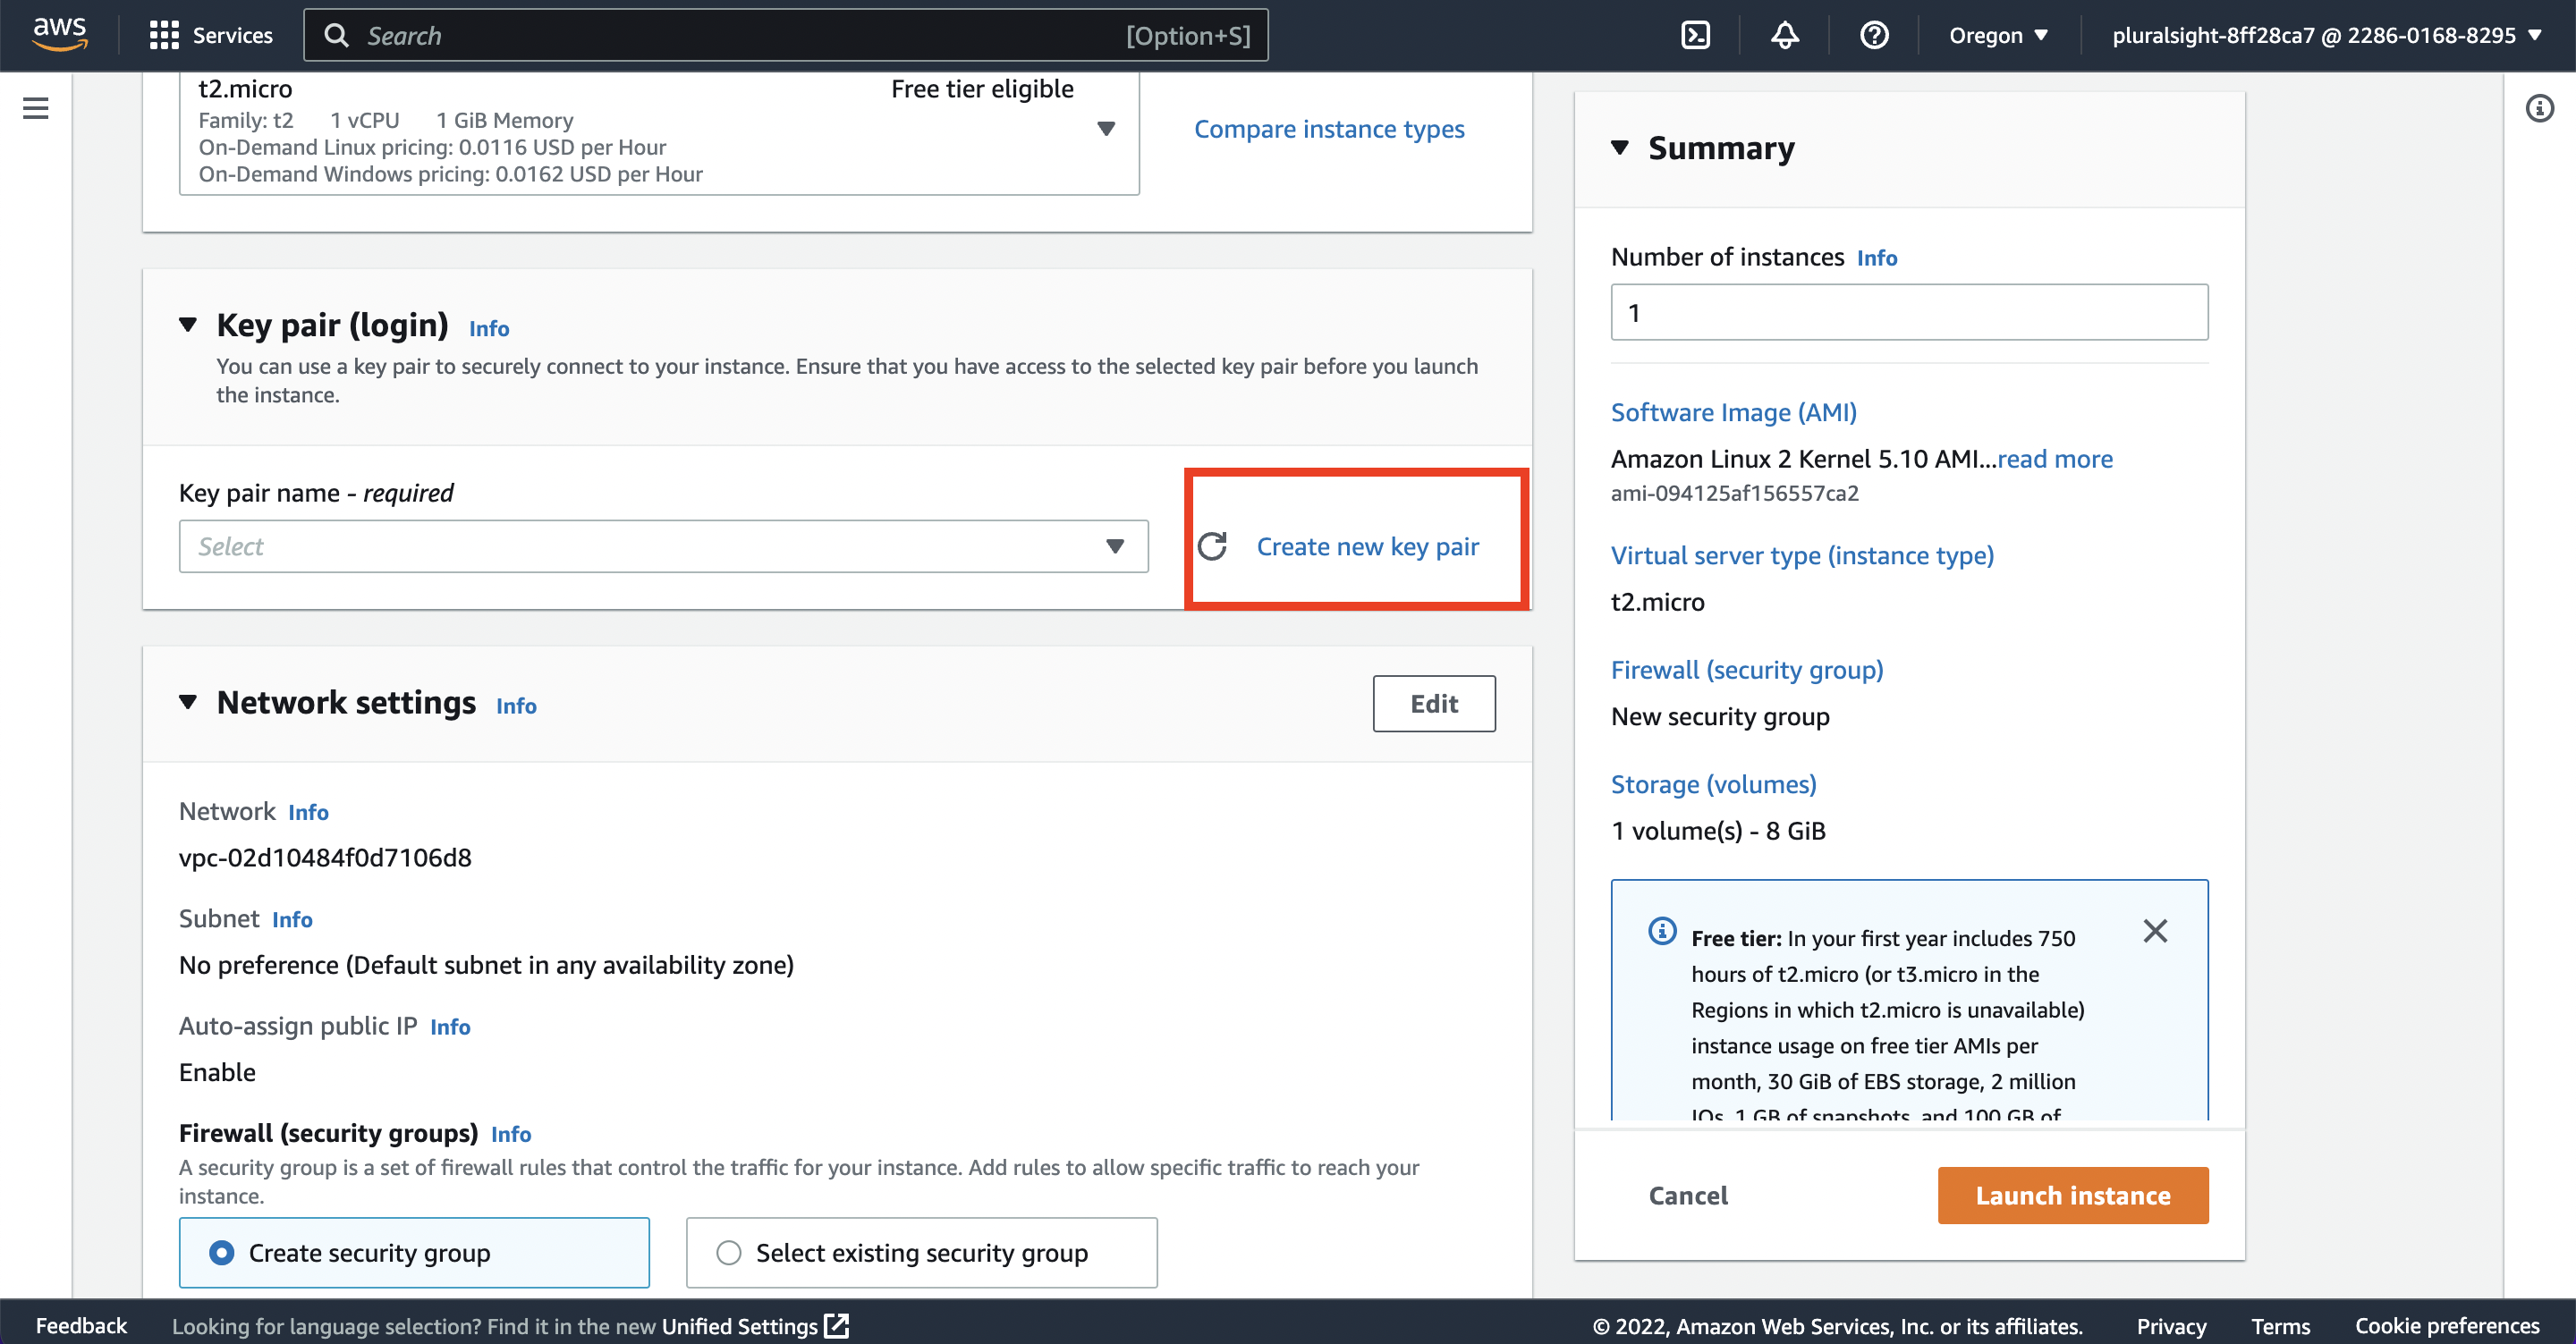 aws
Services
Search
[Option+S]
Oregon
pluralsight-8ff28ca7 @ 2286-0168-8295
t2.micro
Free tier eligible
Family: t2 1 vCPU 1 GiB Memory
On-Demand Linux pricing: 0.0116 USD per Hour
On-Demand Windows pricing: 0.0162 USD per Hour
Compare instance types
Key pair (login) Info
You can use a key pair to securely connect to your instance. Ensure that you have access to the selected key pair before you launch
the instance.
Key pair name - required
Select
Create new key pair
Network settings Info
Edit
Network Info
vpc-02d10484f0d7106d8
Subnet Info
No preference (Default subnet in any availability zone)
Auto-assign public IP Info
Enable
Firewall (security groups) Info
A security group is a set of firewall rules that control the traffic for your instance. Add rules to allow specific traffic to reach your
instance.
Create security group
Select existing security group
Summary
Number of instances Info
1
Software Image (AMI)
Amazon Linux 2 Kernel 5.10 AMI...read more
ami-094125af156557ca2
Virtual server type (instance type)
t2.micro
Firewall (security group)
New security group
Storage (volumes)
1 volume(s) - 8 GiB
Free tier: In your first year includes 750
hours of t2.micro (or t3.micro in the
Regions in which t2.micro is unavailable)
instance usage on free tier AMIs per
month, 30 GiB of EBS storage, 2 million
IOs, 1 GB of snapshots, and 100 GB of
Cancel
Launch instance
Feedback
Looking for language selection? Find it in the new Unified Settings
© 2022, Amazon Web Services, Inc. or its affiliates.
Privacy
Terms
Cookie preferences